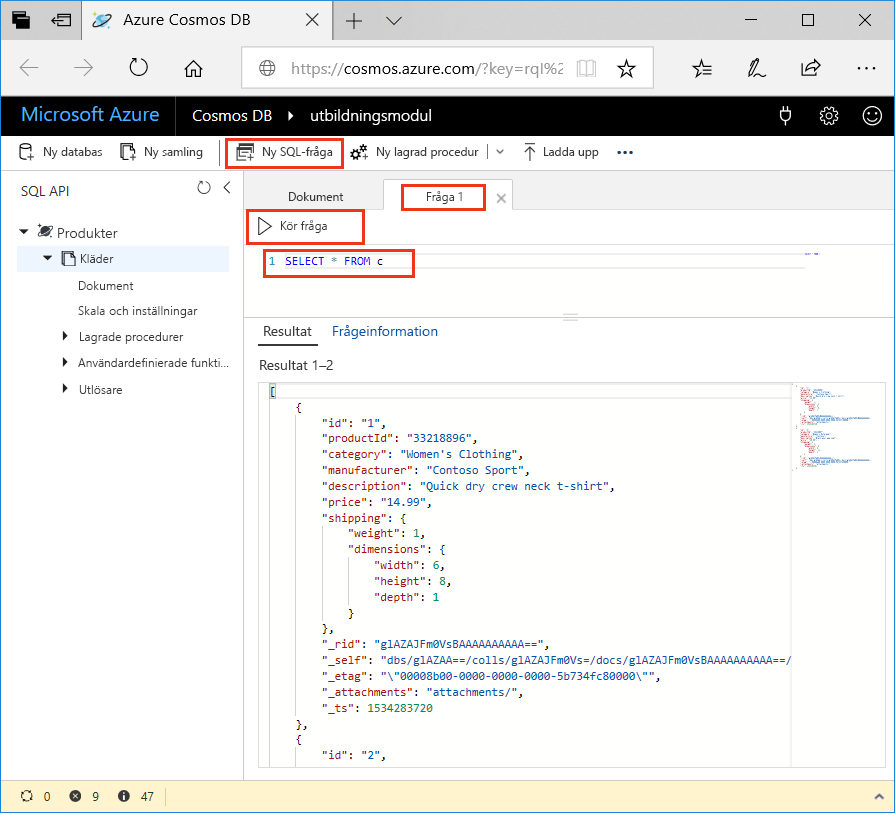 Azure Cosmos DB
https://cosmos.azure.com/?key=rql%2
Microsoft Azure Cosmos DB utbildningsmodul
Ny databas Ny samling Ny SQL-fråga Ny lagrad procedur Ladda upp
SQL API
Dokument Fråga 1
Kör fråga
Produkter
Kläder
Dokument
Skala och inställningar
Lagrade procedurer
Användardefinierade funkti...
Utlösare
1 SELECT * FROM c
Resultat Frågeinformation
Resultat 1–2
[
{
"id": "1",
"productId": "33218896",
"category": "Women's Clothing",
"manufacturer": "Contoso Sport",
"description": "Quick dry crew neck t-shirt",
"price": "14.99",
"shipping": {
"weight": 1,
"dimensions": {
"width": 6,
"height": 8,
"depth": 1
}
},
"_rid": "glAZAJFm0VsBAAAAAAAAAA==",
"_self": "dbs/glAZAA==/colls/glAZAJFm0Vs=/docs/glAZAJFm0VsBAAAAAAAAAA==/
"_etag": "\"00008b00-0000-0000-0000-5b734fc80000\"",
"_attachments": "attachments/",
"_ts": 1534283720
},
{
"id": "2",
0 9 47